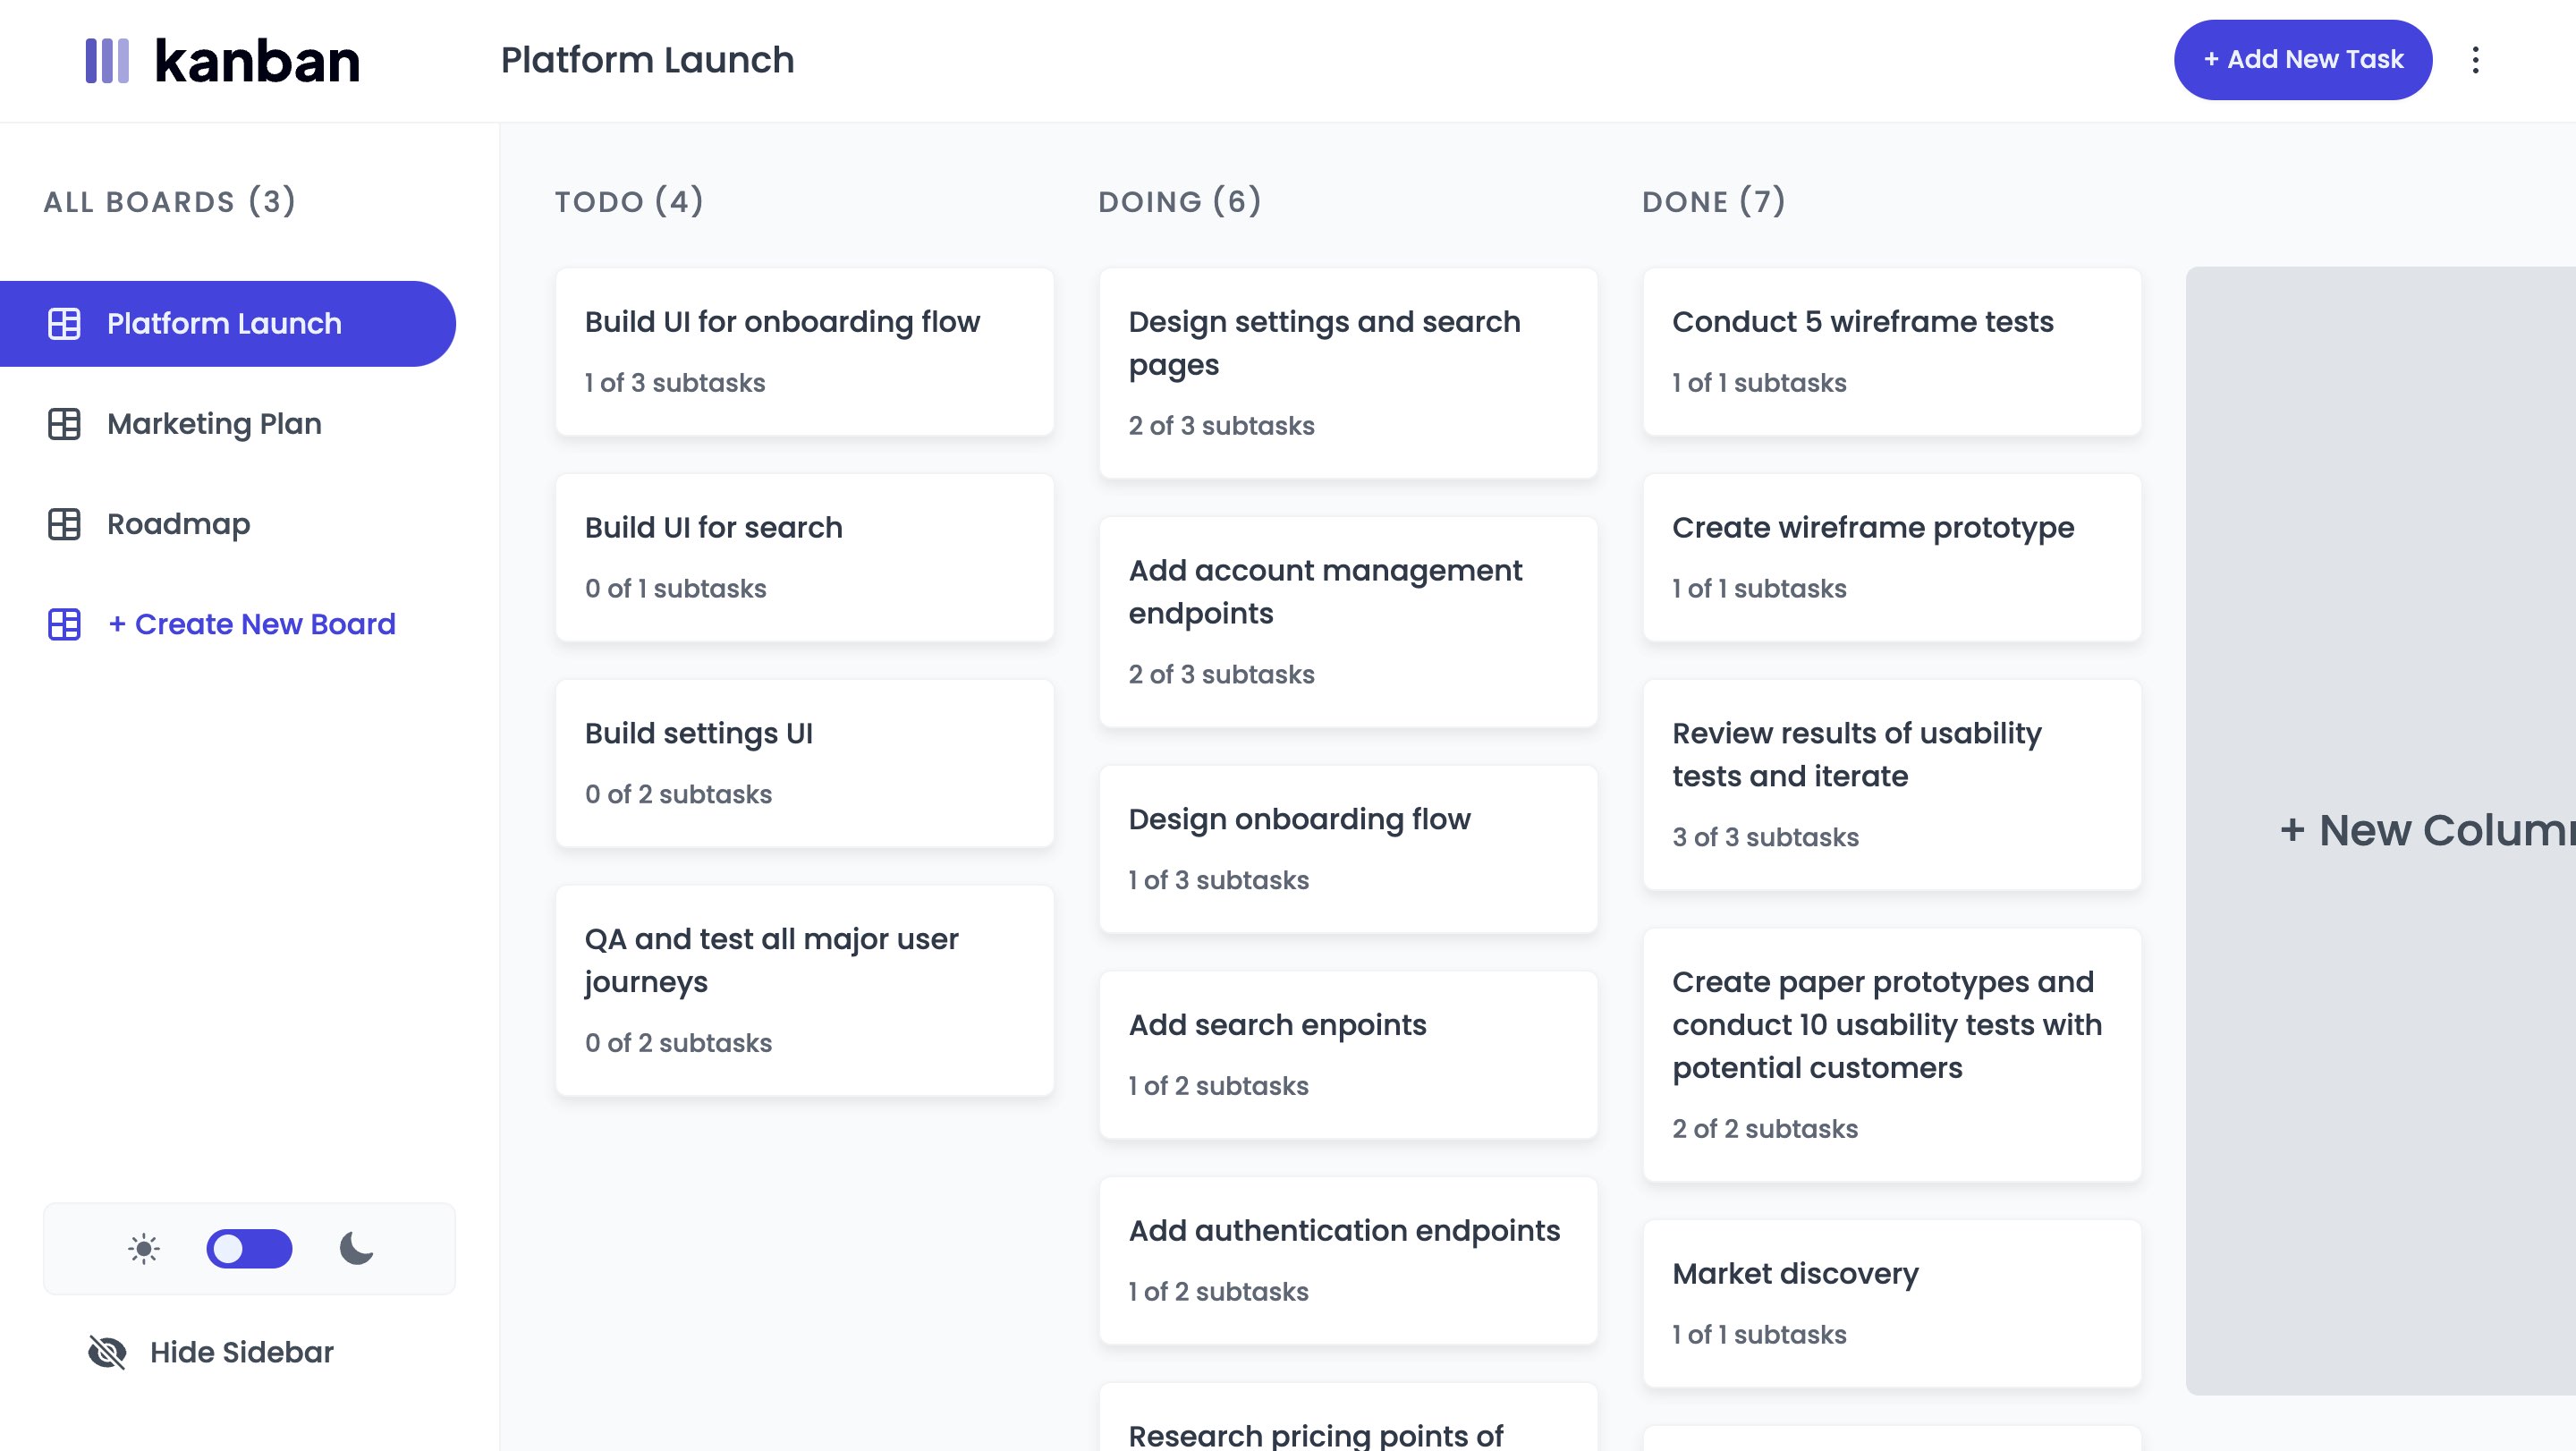 kanban
Platform Launch
+ Add New Task
ALL BOARDS (3)
Platform Launch
Marketing Plan
Roadmap
+ Create New Board
Hide Sidebar
TODO (4)
Build UI for onboarding flow
1 of 3 subtasks
Build UI for search
0 of 1 subtasks
Build settings UI
0 of 2 subtasks
QA and test all major user
journeys
0 of 2 subtasks
DOING (6)
Design settings and search
pages
2 of 3 subtasks
Add account management
endpoints
2 of 3 subtasks
Design onboarding flow
1 of 3 subtasks
Add search enpoints
1 of 2 subtasks
Add authentication endpoints
1 of 2 subtasks
Research pricing points of
DONE (7)
Conduct 5 wireframe tests
1 of 1 subtasks
Create wireframe prototype
1 of 1 subtasks
Review results of usability
tests and iterate
3 of 3 subtasks
Create paper prototypes and
conduct 10 usability tests with
potential customers
2 of 2 subtasks
Market discovery
1 of 1 subtasks
+ New Column